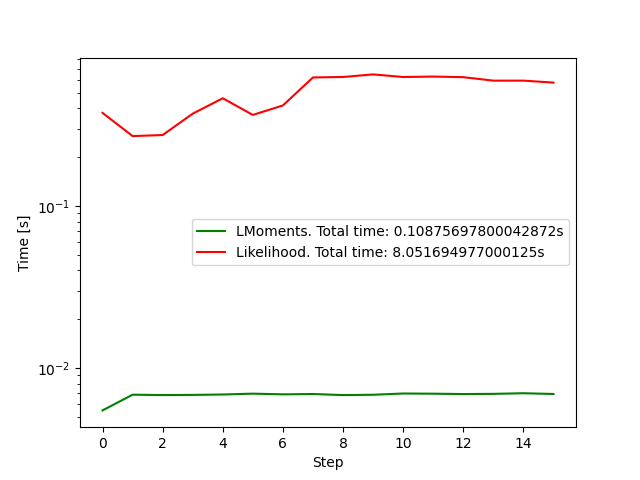 Time [s]
10⁻¹
10⁻²
LMoments. Total time: 0.10875697800042872s
Likelihood. Total time: 8.051694977000125s
0 2 4 6 8 10 12 14
Step